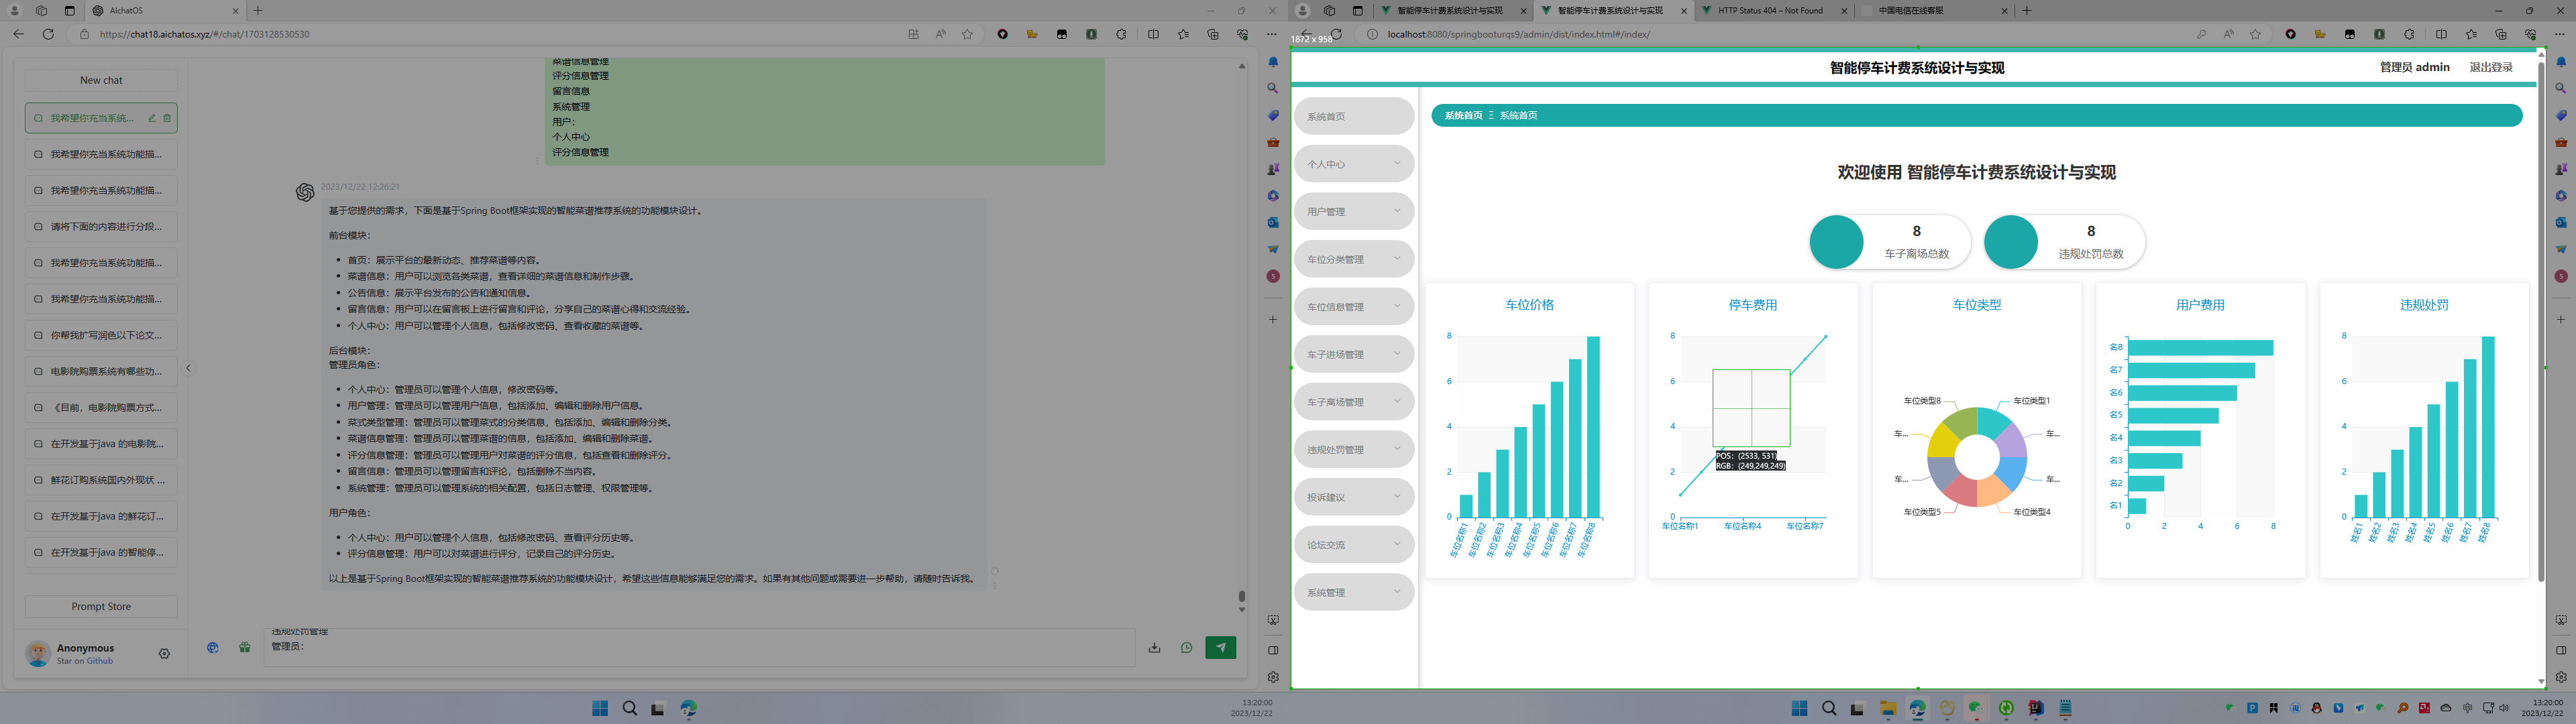 AIchatOS
https://chat18.aichatos.xyz/#/chat/1703128530530
New chat
我希望你充当系统...
我希望你充当系统功能描...
我希望你充当系统功能描...
请将下面的内容进行分段...
我希望你充当系统功能描...
我希望你充当系统功能描...
你帮我扩写润色以下论文...
电影院购票系统有哪些功...
《目前，电影院购票方式...
在开发基于java 的电影院...
鲜花订购系统国内外现状 ...
在开发基于java 的鲜花订...
在开发基于java 的智能停...
Prompt Store
Anonymous
Star on Github
菜谱信息管理
评分信息管理
留言信息
系统管理
用户：
个人中心
评分信息管理
2023/12/22 12:26:21
基于您提供的需求，下面是基于Spring Boot框架实现的智能菜谱推荐系统的功能模块设计。
前台模块：
• 首页：展示平台的最新动态、推荐菜谱等内容。
• 菜谱信息：用户可以浏览各类菜谱，查看详细的菜谱信息和制作步骤。
• 公告信息：展示平台发布的公告和通知信息。
• 留言信息：用户可以在留言板上进行留言和评论，分享自己的菜谱心得和交流经验。
• 个人中心：用户可以管理个人信息，包括修改密码、查看收藏的菜谱等。
后台模块：
管理员角色：
• 个人中心：管理员可以管理个人信息，修改密码等。
• 用户管理：管理员可以管理用户信息，包括添加、编辑和删除用户信息。
• 菜式类型管理：管理员可以管理菜式的分类信息，包括添加、编辑和删除分类。
• 菜谱信息管理：管理员可以管理菜谱的信息，包括添加、编辑和删除菜谱。
• 评分信息管理：管理员可以管理用户对菜谱的评分信息，包括查看和删除评分。
• 留言信息：管理员可以管理留言和评论，包括删除不当内容。
• 系统管理：管理员可以管理系统的相关配置，包括日志管理、权限管理等。
用户角色：
• 个人中心：用户可以管理个人信息，包括修改密码、查看评分历史等。
• 评分信息管理：用户可以对菜谱进行评分，记录自己的评分历史。
以上是基于Spring Boot框架实现的智能菜谱推荐系统的功能模块设计，希望这些信息能够满足您的需求。如果有其他问题或需要进一步帮助，请随时告诉我。
违规处罚管理
管理员：
13:20:00
2023/12/22
智能停车计费系统设计与实现
智能停车计费系统设计与实现
HTTP Status 404 – Not Found
中国电信在线客服
localhost:8080/springbooturqs9/admin/dist/index.html#/index/
1872 x 958
智能停车计费系统设计与实现
管理员 admin
退出登录
系统首页
个人中心
用户管理
车位分类管理
车位信息管理
车子进场管理
车子离场管理
违规处罚管理
投诉建议
论坛交流
系统管理
系统首页 Ξ 系统首页
欢迎使用 智能停车计费系统设计与实现
8
车子离场总数
8
违规处罚总数
车位价格
8
6
4
2
0
车位名称1
车位名称2
车位名称3
车位名称4
车位名称5
车位名称6
车位名称7
车位名称8
停车费用
8
6
4
2
0
车位名称1
车位名称4
车位名称7
POS: (2533, 531)
RGB: (249,249,249)
车位类型
车位类型8
车位类型1
车...
车...
车...
车...
车位类型5
车位类型4
用户费用
名8
名7
名6
名5
名4
名3
名2
名1
0
2
4
6
8
违规处罚
8
6
4
2
0
姓名1
姓名2
姓名3
姓名4
姓名5
姓名6
姓名7
姓名8
13:20:00
2023/12/22